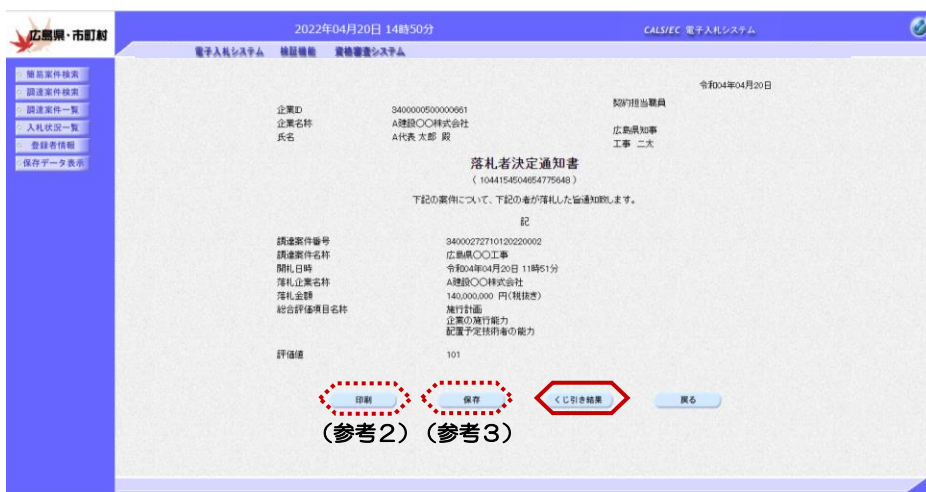 広島県・市町村
2022年04月20日 14時50分
CALS/EC 電子入札システム
電子入札システム 検証機能 資格審査システム
簡易案件検索
調達案件検索
調達案件一覧
入札状況一覧
登録者情報
保存データ表示
令和04年04月20日
企業ID 3400000500000661
企業名称 A建設〇〇株式会社
氏名 A代表 太郎 殿
契約担当職員
広島県知事
工事 二太
落札者決定通知書
( 1044154504654775648 )
下記の案件について、下記の者が落札した旨通知致します。
記
調達案件番号 34000272710120220002
調達案件名称 広島県〇〇工事
開札日時 令和04年04月20日 11時51分
落札企業名称 A建設〇〇株式会社
落札金額 140,000,000 円(税抜き)
総合評価項目名称 施行計画
企業の施行能力
配置予定技術者の能力
評価値 101
印刷 保存 くじ引き結果 戻る
(参考2) (参考3)